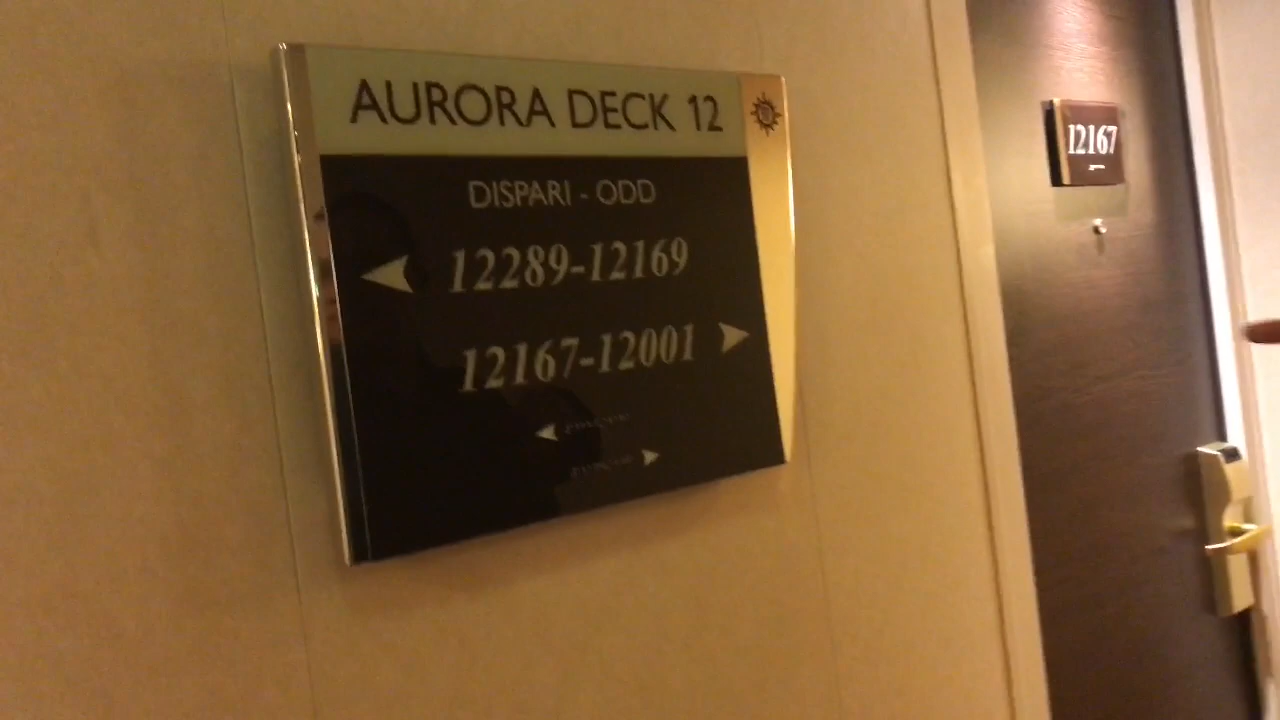 AURORA DECK 12
DISPARI - ODD
12289-12169
12167-12001
12167